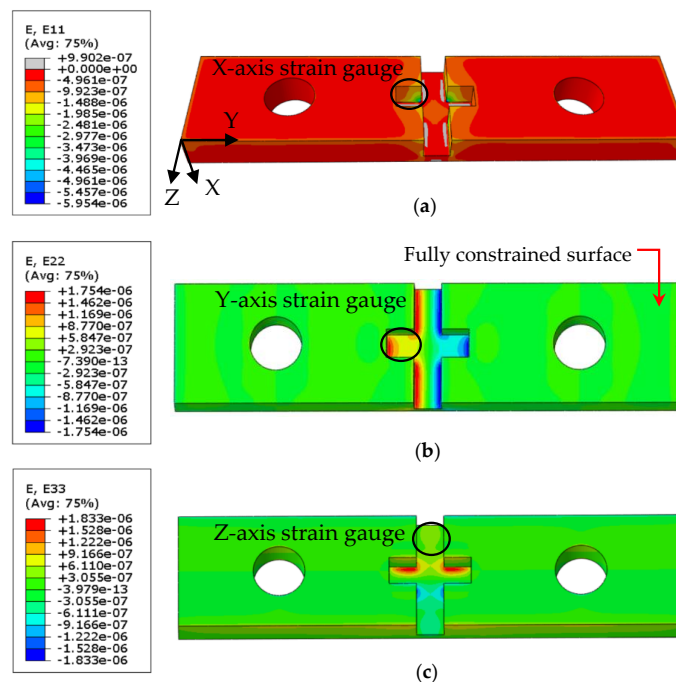 E, E11
(Avg: 75%)
+9.902e-07
+0.000e+00
-4.961e-07
-9.923e-07
-1.488e-06
-1.985e-06
-2.481e-06
-2.977e-06
-3.473e-06
-3.969e-06
-4.465e-06
-4.961e-06
-5.457e-06
-5.954e-06
X-axis strain gauge
Y
Z
X
(a)
E, E22
(Avg: 75%)
+1.754e-06
+1.462e-06
+1.169e-06
+8.770e-07
+5.847e-07
+2.923e-07
-7.390e-13
-2.923e-07
-5.847e-07
-8.770e-07
-1.169e-06
-1.462e-06
-1.754e-06
Fully constrained surface
Y-axis strain gauge
(b)
E, E33
(Avg: 75%)
+1.833e-06
+1.528e-06
+1.222e-06
+9.166e-07
+6.110e-07
+3.055e-07
-3.979e-13
-3.055e-07
-6.111e-07
-9.166e-07
-1.222e-06
-1.528e-06
-1.833e-06
Z-axis strain gauge
(c)